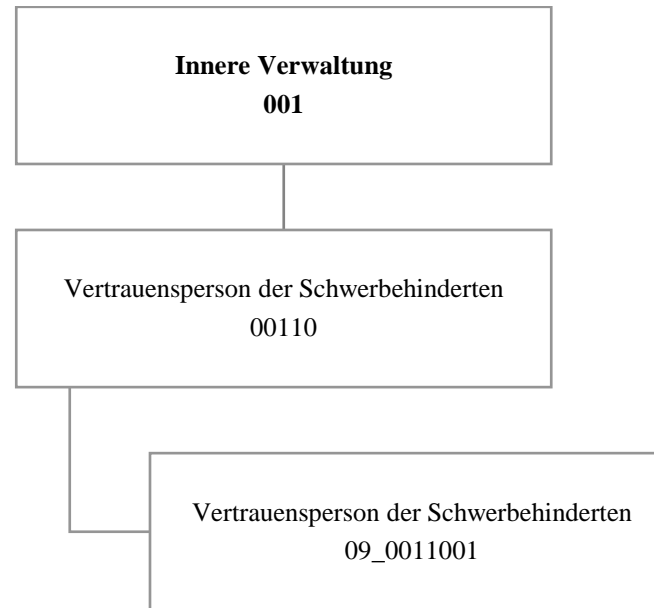 Innere Verwaltung
001
Vertrauensperson der Schwerbehinderten
00110
Vertrauensperson der Schwerbehinderten
09_0011001